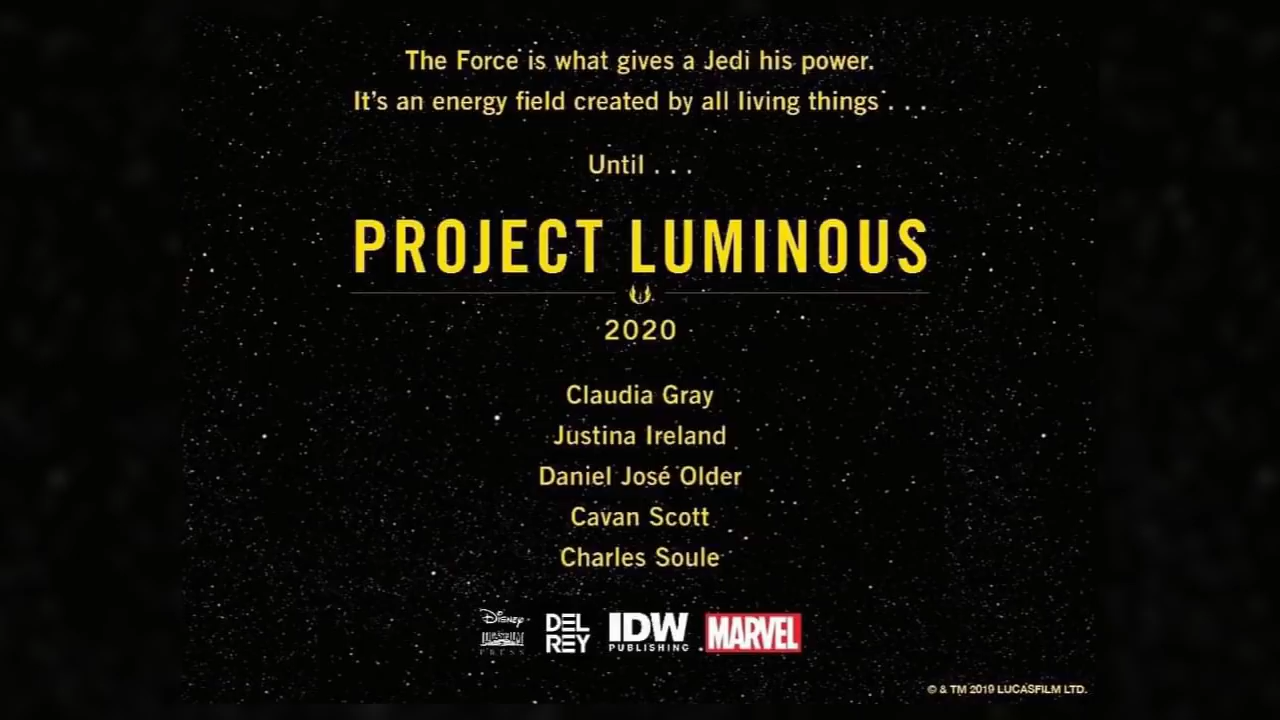 The Force is what gives a Jedi his power.
It's an energy field created by all living things . . .
Until . . .
PROJECT LUMINOUS
2020
Claudia Gray
Justina Ireland
Daniel José Older
Cavan Scott
Charles Soule
Disney
LUCASFILM
PRESS
DEL
REY
IDW
PUBLISHING
MARVEL
© & TM 2019 LUCASFILM LTD.